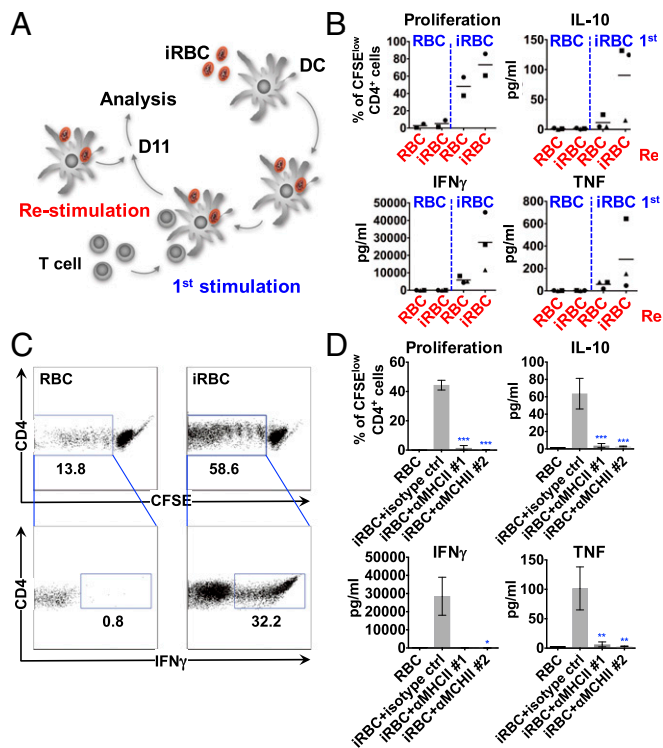 A
iRBC
DC
Analysis
D11
Re-stimulation
T cell
1st stimulation
B
Proliferation
% of CFSElow
CD4+ cells
100
80
60
40
20
0
RBC iRBC
RBC iRBC RBC iRBC
IL-10
pg/ml
150
100
50
0
RBC iRBC 1st
RBC iRBC RBC iRBC Re
IFNγ
pg/ml
50000
40000
30000
20000
10000
0
RBC iRBC
RBC iRBC RBC iRBC
TNF
pg/ml
800
600
400
200
0
RBC iRBC 1st
RBC iRBC RBC iRBC Re
C
RBC
iRBC
CD4
13.8
58.6
CFSE
CD4
0.8
32.2
IFNγ
D
Proliferation
% of CFSElow
CD4+ cells
60
40
20
0
*** ***
RBC
iRBC+isotype ctrl
iRBC+αMHCII #1
iRBC+αMCHII #2
IL-10
pg/ml
100
80
60
40
20
0
*** ***
RBC
iRBC+isotype ctrl
iRBC+αMHCII #1
iRBC+αMCHII #2
IFNγ
pg/ml
50000
40000
30000
20000
10000
0
*
RBC
iRBC+isotype ctrl
iRBC+αMHCII #1
iRBC+αMCHII #2
TNF
pg/ml
150
100
50
0
** **
RBC
iRBC+isotype ctrl
iRBC+αMHCII #1
iRBC+αMCHII #2